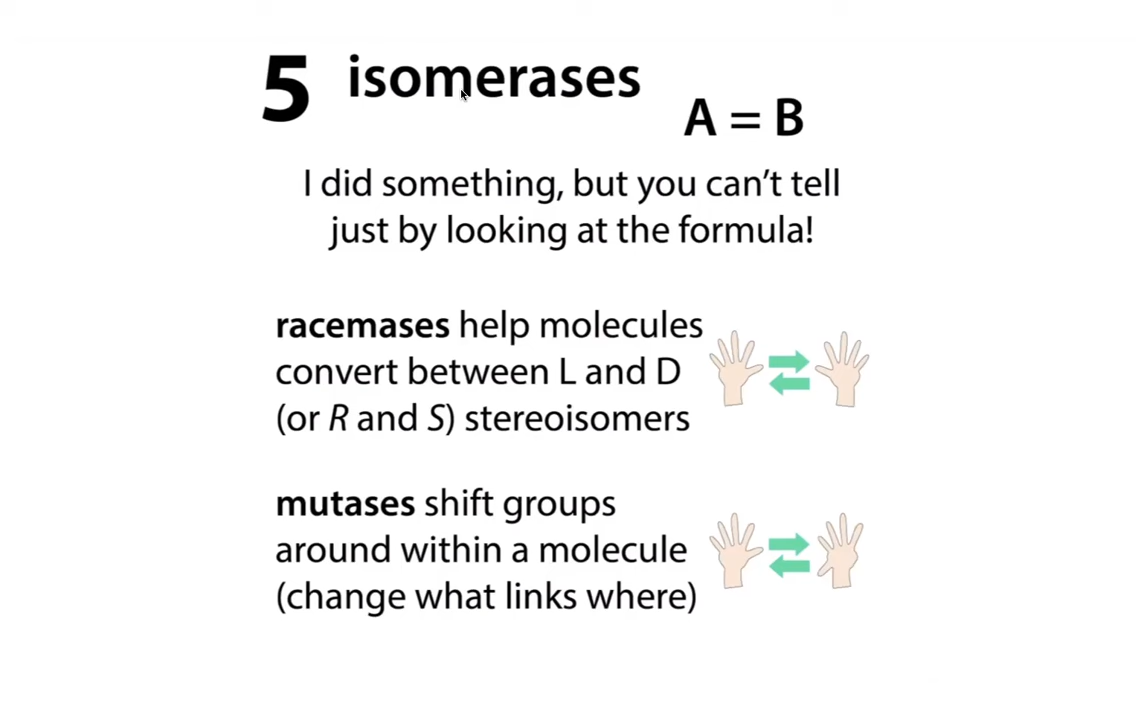 5 isomerases
A = B
I did something, but you can’t tell
just by looking at the formula!
racemases help molecules
convert between L and D
(or R and S) stereoisomers
mutases shift groups
around within a molecule
(change what links where)